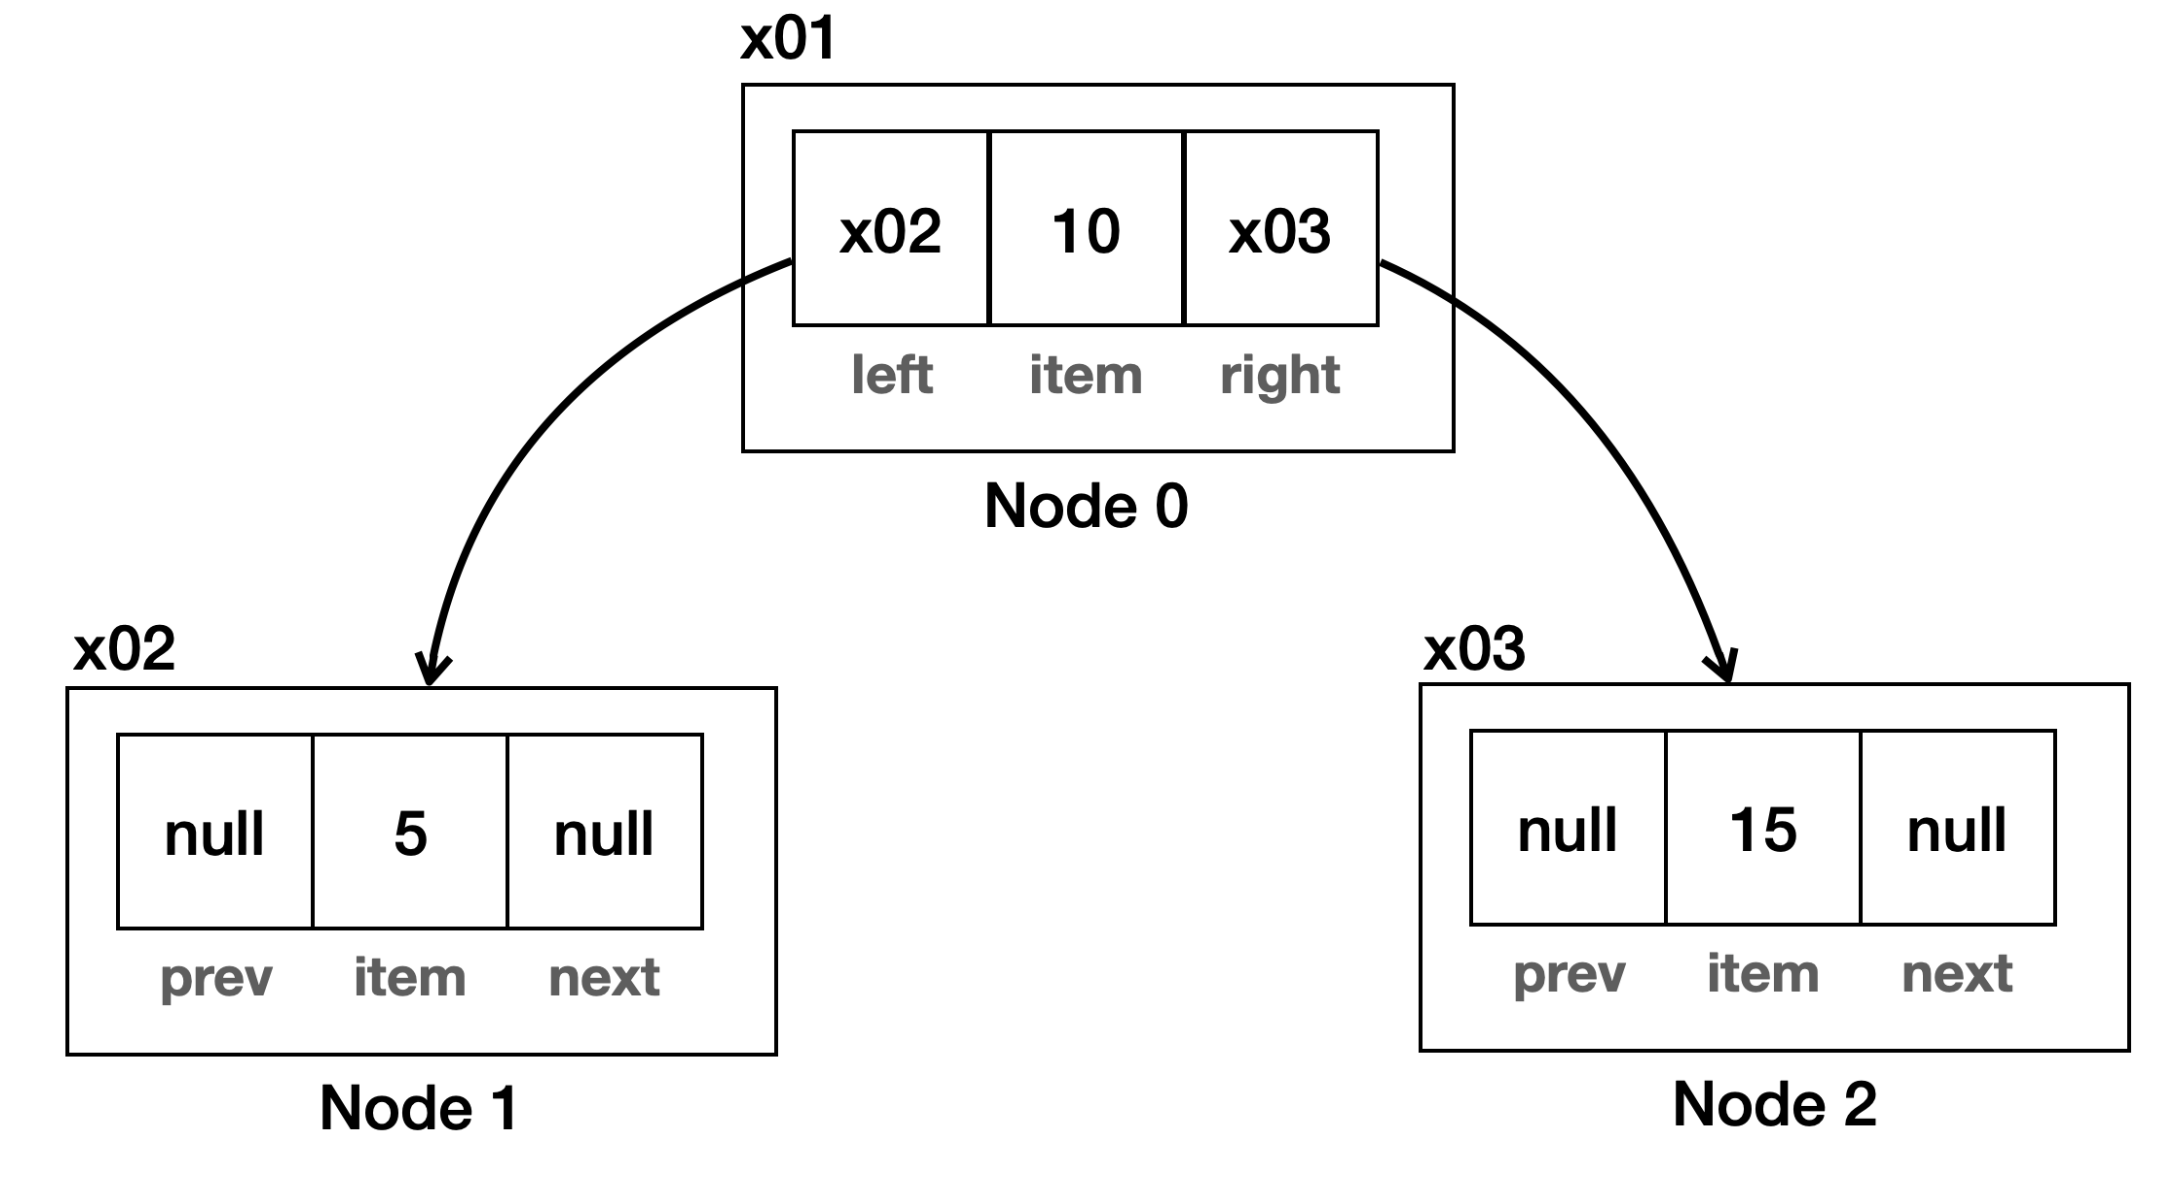 x01
x02 10 x03
left item right
Node 0
x02
null 5 null
prev item next
Node 1
x03
null 15 null
prev item next
Node 2